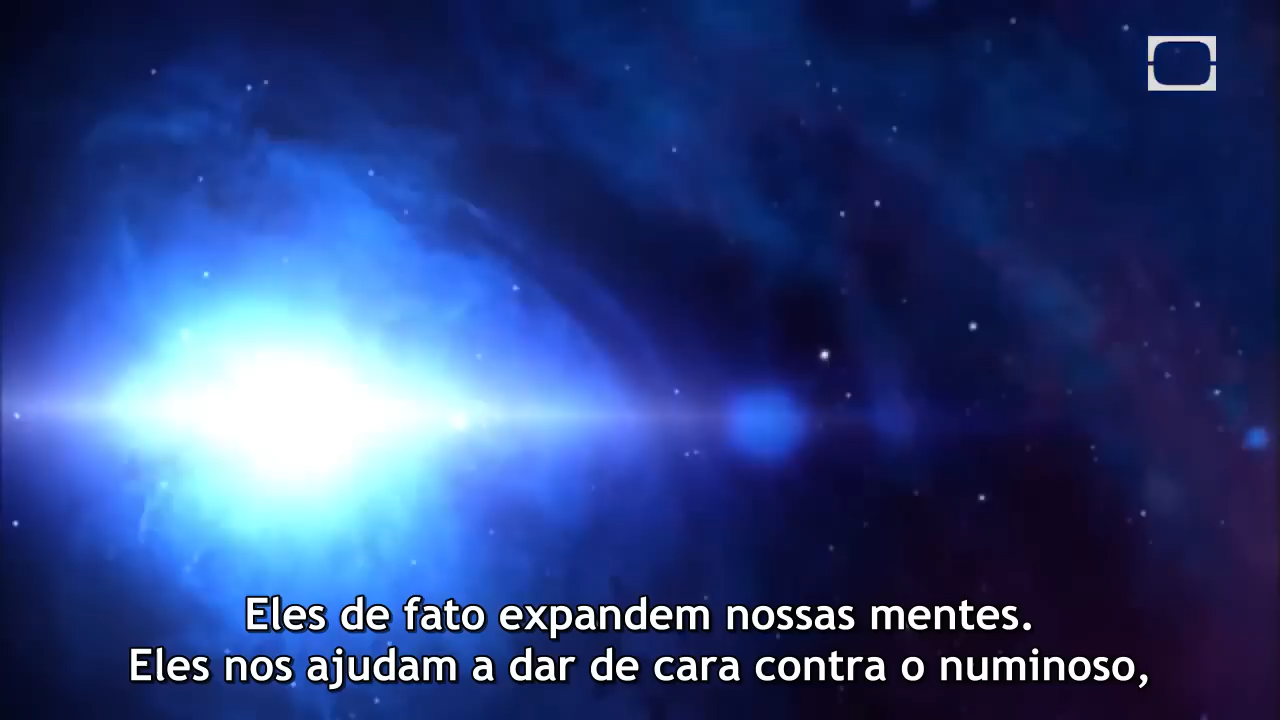 Eles de fato expandem nossas mentes.
Eles nos ajudam a dar de cara contra o numinoso,